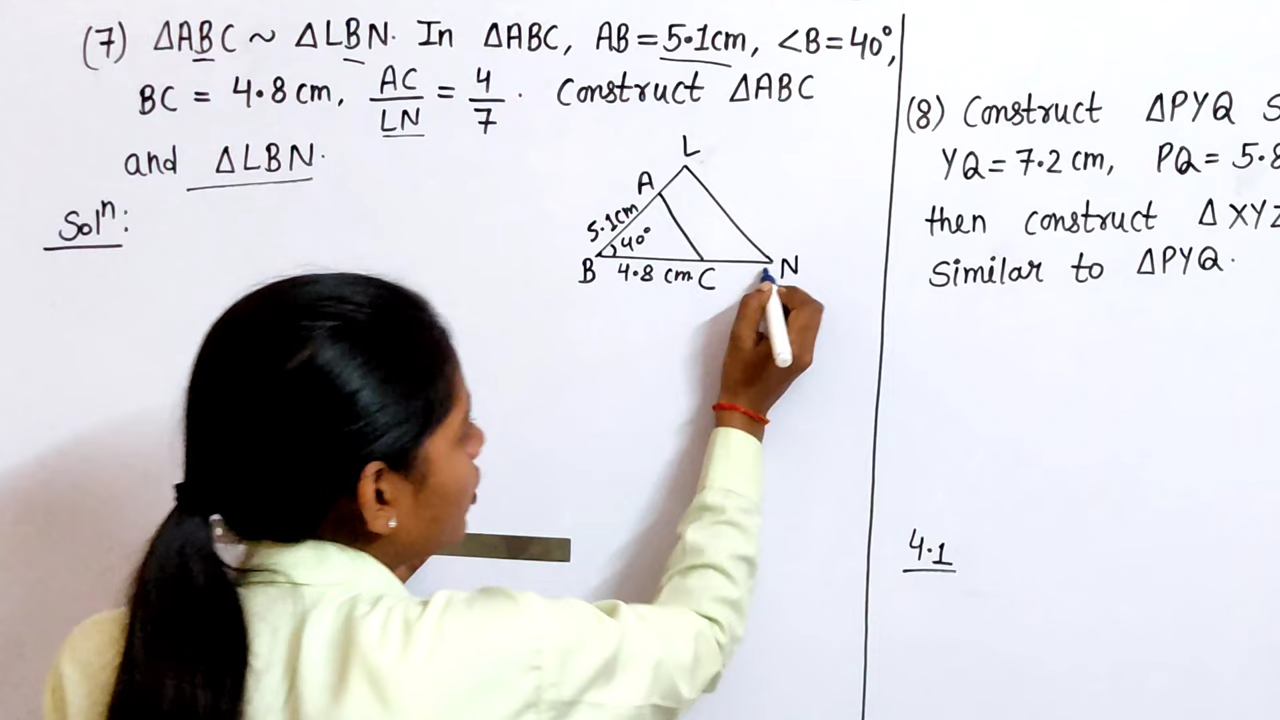 (7) ΔABC ~ ΔLBN. In ΔABC, AB = 5.1cm, ∠B = 40°,
BC = 4.8 cm, AC/LN = 4/7. Construct ΔABC
and ΔLBN.
Solⁿ:
L
A
5.1cm
40°
B 4.8 cm C N
(8) Construct ΔPYQ S
YQ = 7.2 cm, PQ = 5.8
then construct ΔXYZ
Similar to ΔPYQ.
4.1